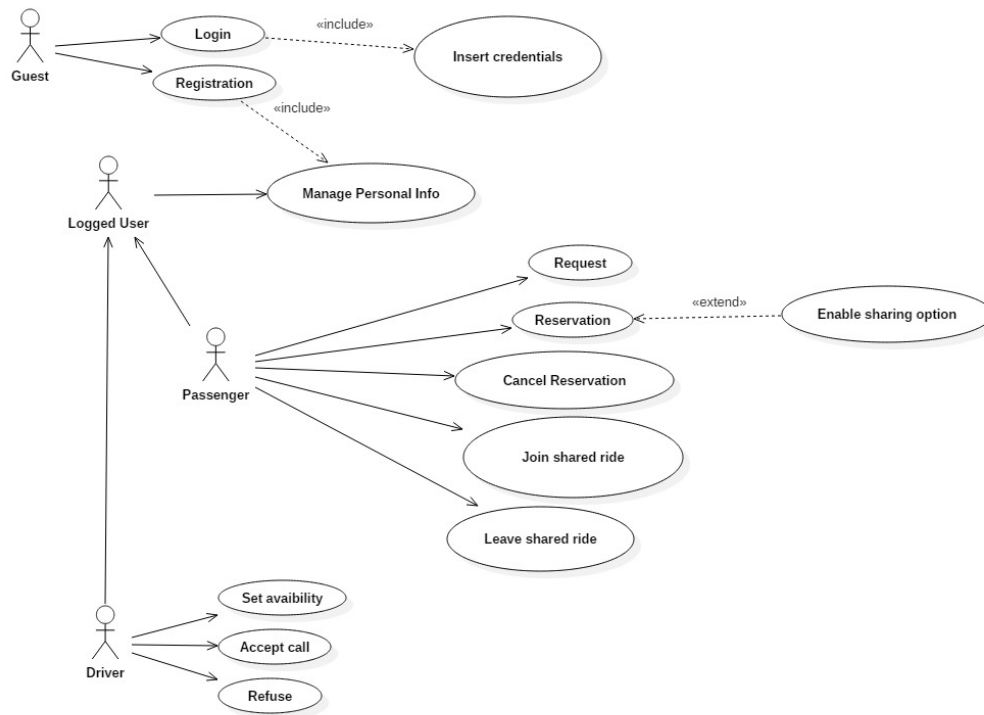 Login
«include»
Insert credentials
Guest
Registration
«include»
Manage Personal Info
Logged User
Request
Reservation
«extend»
Enable sharing option
Passenger
Cancel Reservation
Join shared ride
Leave shared ride
Set avaibility
Accept call
Driver
Refuse